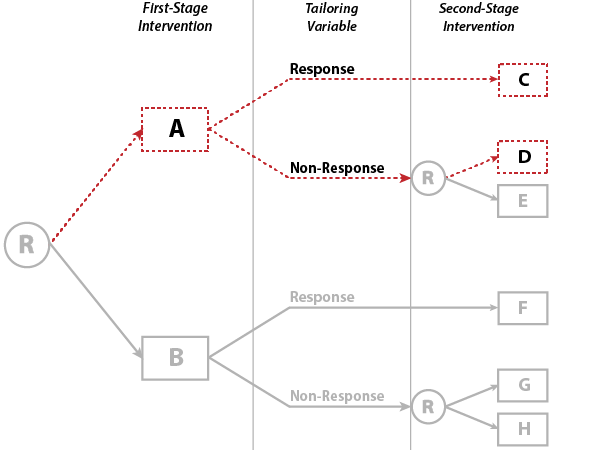 First-Stage
Intervention
Tailoring
Variable
Second-Stage
Intervention
Response
C
A
D
Non-Response
R
E
R
Response
F
B
G
Non-Response
R
H